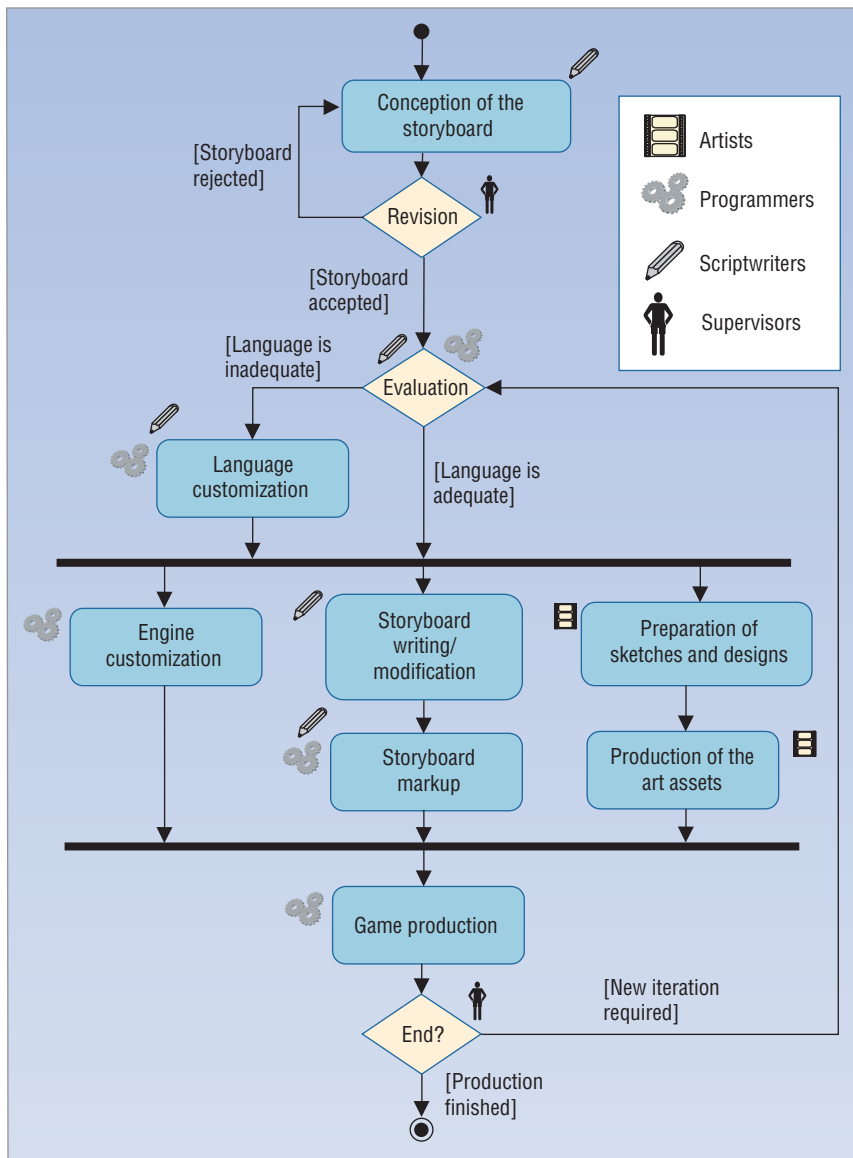 Conception of the
storyboard
[Storyboard
rejected]
Revision
[Storyboard
accepted]
Artists
Programmers
Scriptwriters
Supervisors
[Language is
inadequate]
Evaluation
Language
customization
[Language is
adequate]
Engine
customization
Storyboard
writing/
modification
Preparation of
sketches and designs
Storyboard
markup
Production of the
art assets
Game production
[New iteration
required]
End?
[Production
finished]